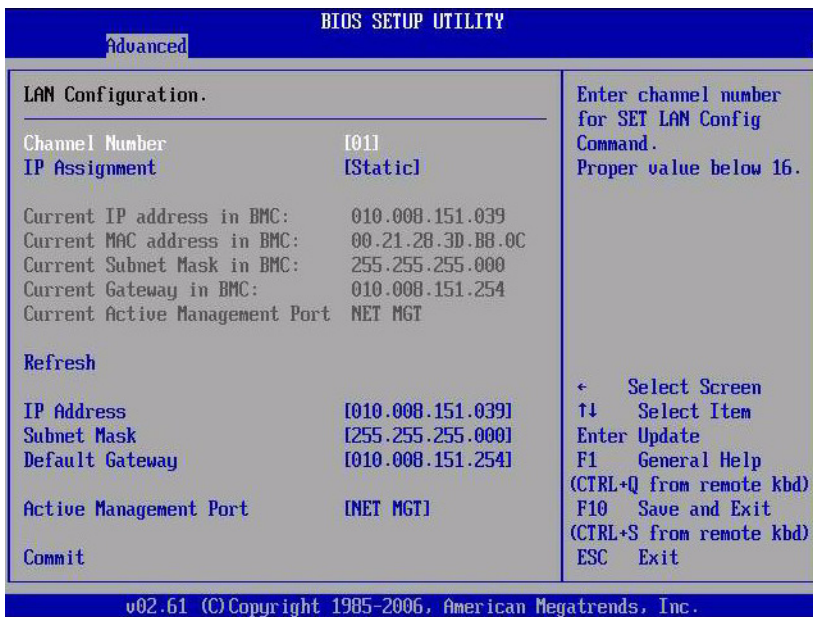 BIOS SETUP UTILITY
Advanced
LAN Configuration.
Channel Number [01]
IP Assignment [Static]
Current IP address in BMC: 010.008.151.039
Current MAC address in BMC: 00.21.28.3D.B8.0C
Current Subnet Mask in BMC: 255.255.255.000
Current Gateway in BMC: 010.008.151.254
Current Active Management Port NET MGT
Refresh
IP Address [010.008.151.039]
Subnet Mask [255.255.255.000]
Default Gateway [010.008.151.254]
Active Management Port [NET MGT]
Commit
Enter channel number
for SET LAN Config
Command.
Proper value below 16.
← Select Screen
↑↓ Select Item
Enter Update
F1 General Help
(CTRL+Q from remote kbd)
F10 Save and Exit
(CTRL+S from remote kbd)
ESC Exit
v02.61 (C)Copyright 1985-2006, American Megatrends, Inc.